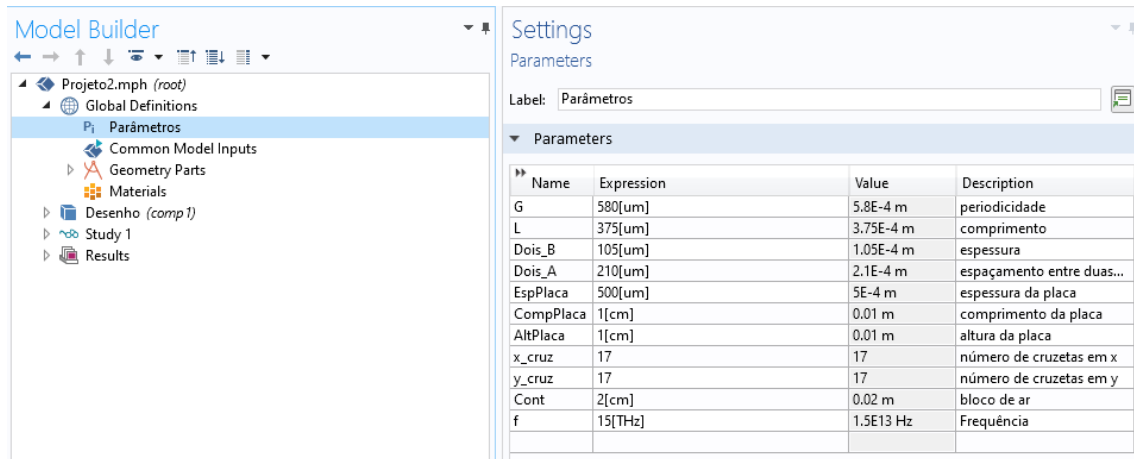 Model Builder
Projeto2.mph (root)
Global Definitions
Pi Parâmetros
Common Model Inputs
Geometry Parts
Materials
Desenho (comp1)
Study 1
Results
Settings
Parameters
Label: Parâmetros
Parameters
Name Expression Value Description
G 580[um] 5.8E-4 m periodicidade
L 375[um] 3.75E-4 m comprimento
Dois_B 105[um] 1.05E-4 m espessura
Dois_A 210[um] 2.1E-4 m espaçamento entre duas...
EspPlaca 500[um] 5E-4 m espessura da placa
CompPlaca 1[cm] 0.01 m comprimento da placa
AltPlaca 1[cm] 0.01 m altura da placa
x_cruz 17 17 número de cruzetas em x
y_cruz 17 17 número de cruzetas em y
Cont 2[cm] 0.02 m bloco de ar
f 15[THz] 1.5E13 Hz Frequência